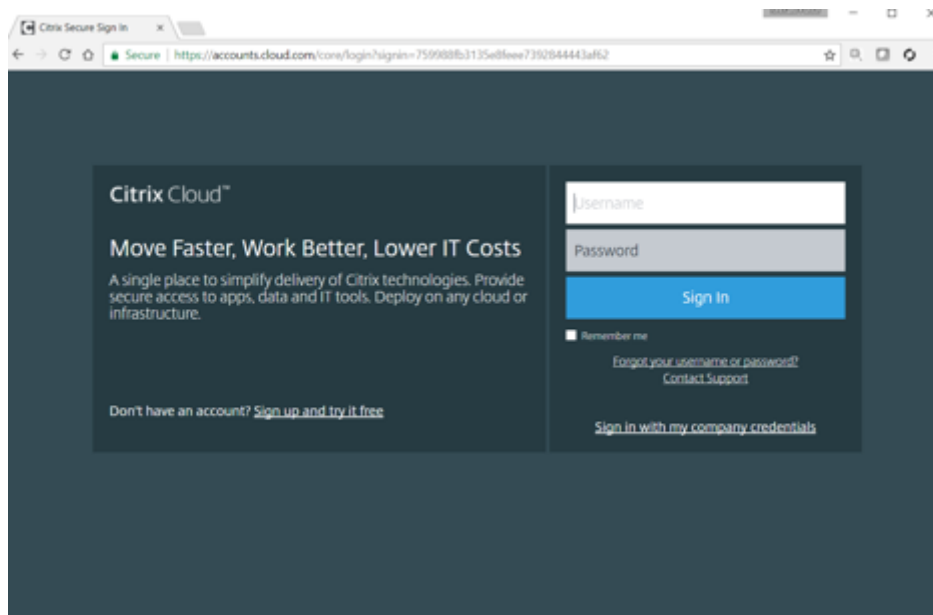 Citrix Secure Sign In
Secure https://accounts.cloud.com/core/login?signin=
Citrix Cloud™
Move Faster, Work Better, Lower IT Costs
A single place to simplify delivery of Citrix technologies. Provide
secure access to apps, data and IT tools. Deploy on any cloud or
infrastructure.
Don't have an account? Sign up and try it free
Username
Password
Sign In
Remember me
Forgot your username or password?
Contact Support
Sign in with my company credentials